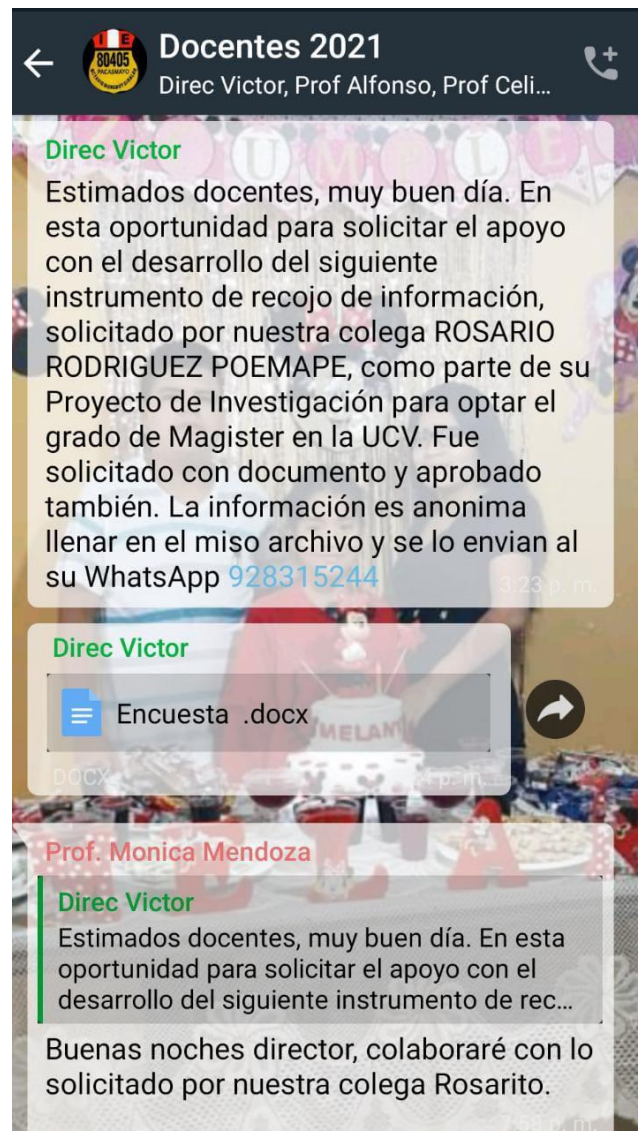 Docentes 2021
Direc Victor, Prof Alfonso, Prof Celi...
I E
80405
PACASMAYO
Direc Victor
Estimados docentes, muy buen día. En
esta oportunidad para solicitar el apoyo
con el desarrollo del siguiente
instrumento de recojo de información,
solicitado por nuestra colega ROSARIO
RODRIGUEZ POEMAPE, como parte de su
Proyecto de Investigación para optar el
grado de Magister en la UCV. Fue
solicitado con documento y aprobado
también. La información es anonima
llenar en el miso archivo y se lo envian al
su WhatsApp 928315244
3:23 p. m.
Direc Victor
Encuesta .docx
DOCX
p. m.
Prof. Monica Mendoza
Direc Victor
Estimados docentes, muy buen día. En esta
oportunidad para solicitar el apoyo con el
desarrollo del siguiente instrumento de rec...
Buenas noches director, colaboraré con lo
solicitado por nuestra colega Rosarito.